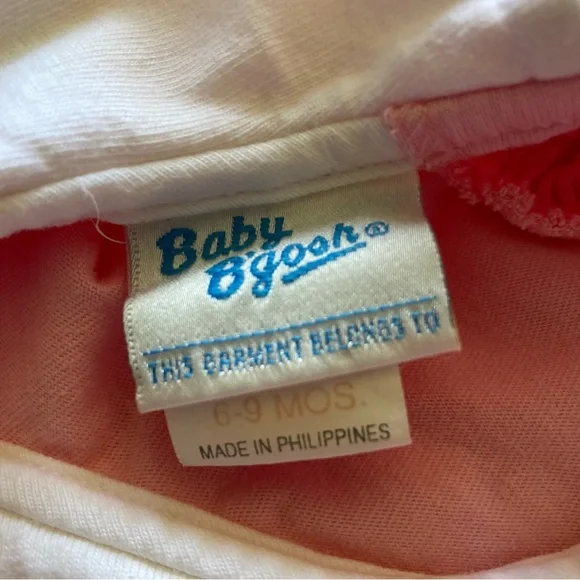 Baby
B'gosh®
THIS GARMENT BELONGS TO
6-9 MOS.
MADE IN PHILIPPINES